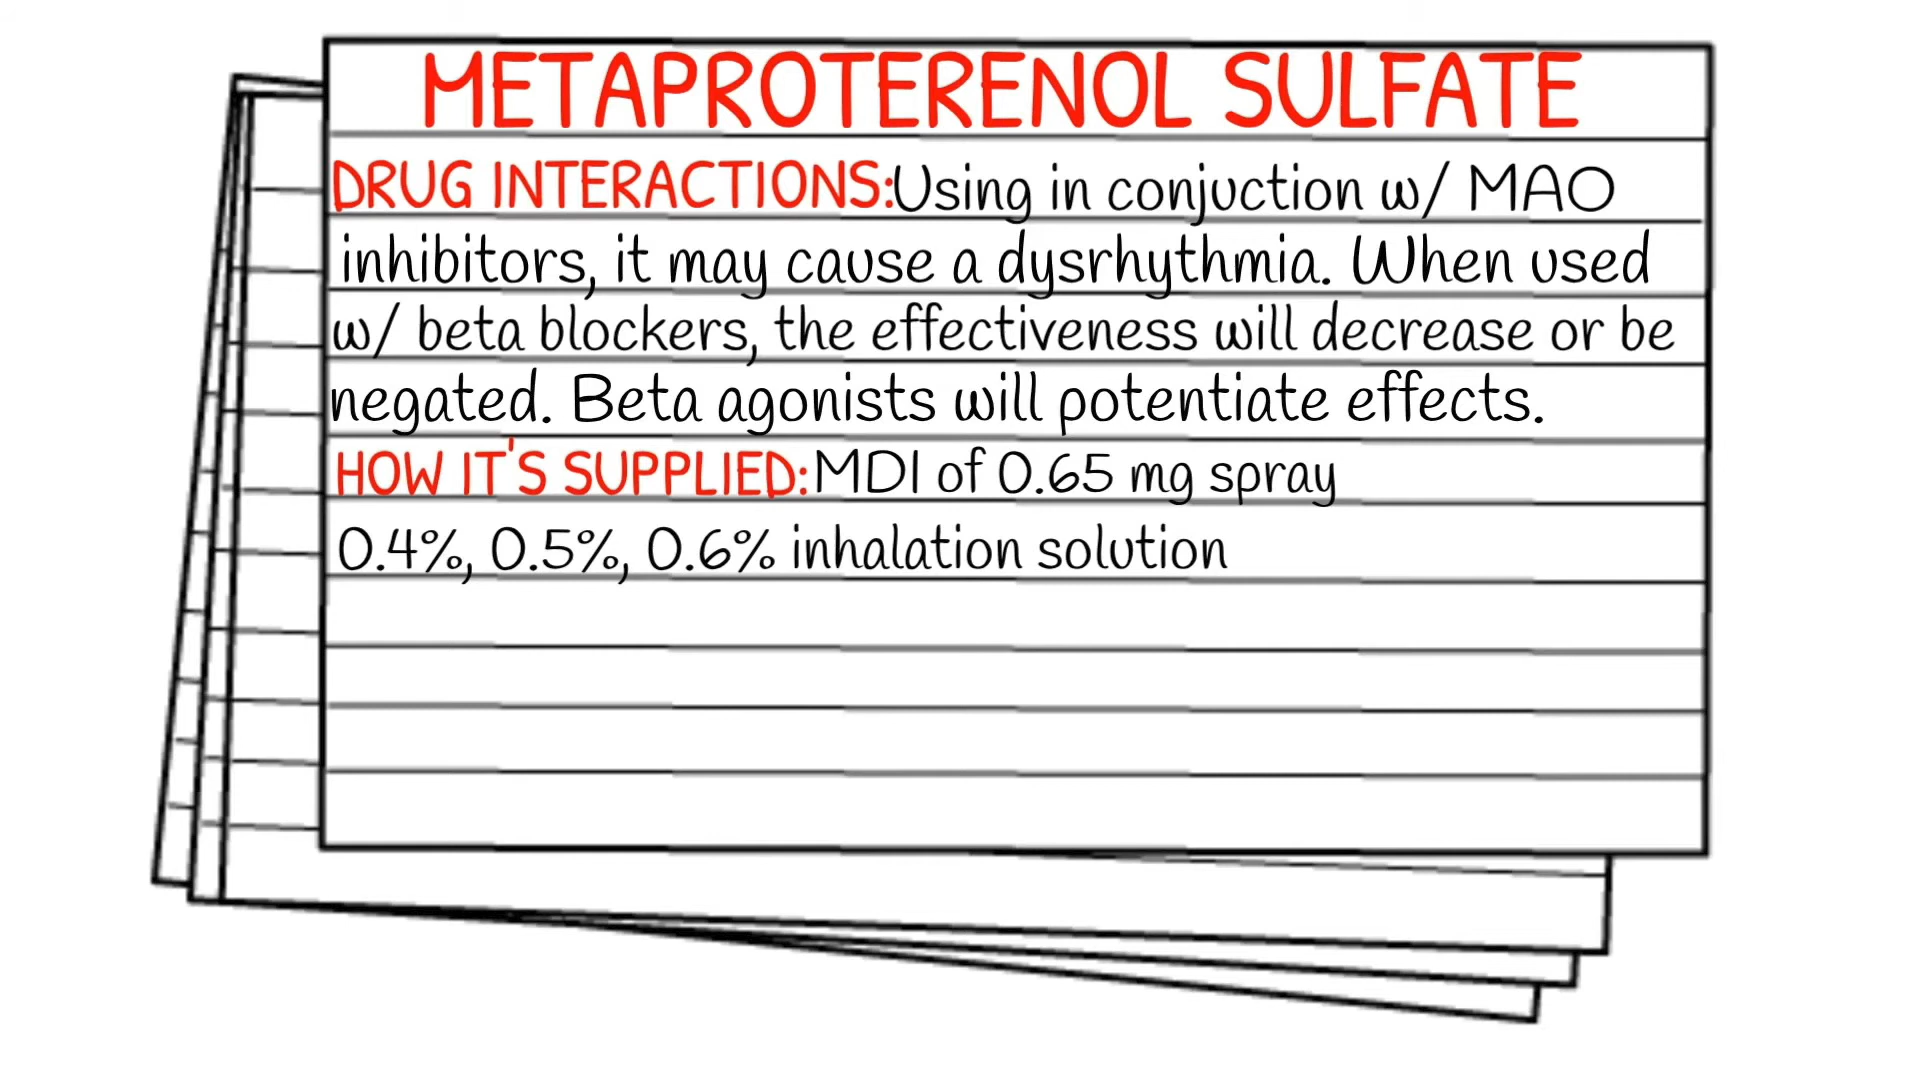 METAPROTERENOL SULFATE
DRUG INTERACTIONS:Using in conjuction w/ MAO
inhibitors, it may cause a dysrhythmia. When used
w/ beta blockers, the effectiveness will decrease or be
negated. Beta agonists will potentiate effects.
HOW IT'S SUPPLIED:MDI of 0.65 mg spray
0.4%, 0.5%, 0.6% inhalation solution